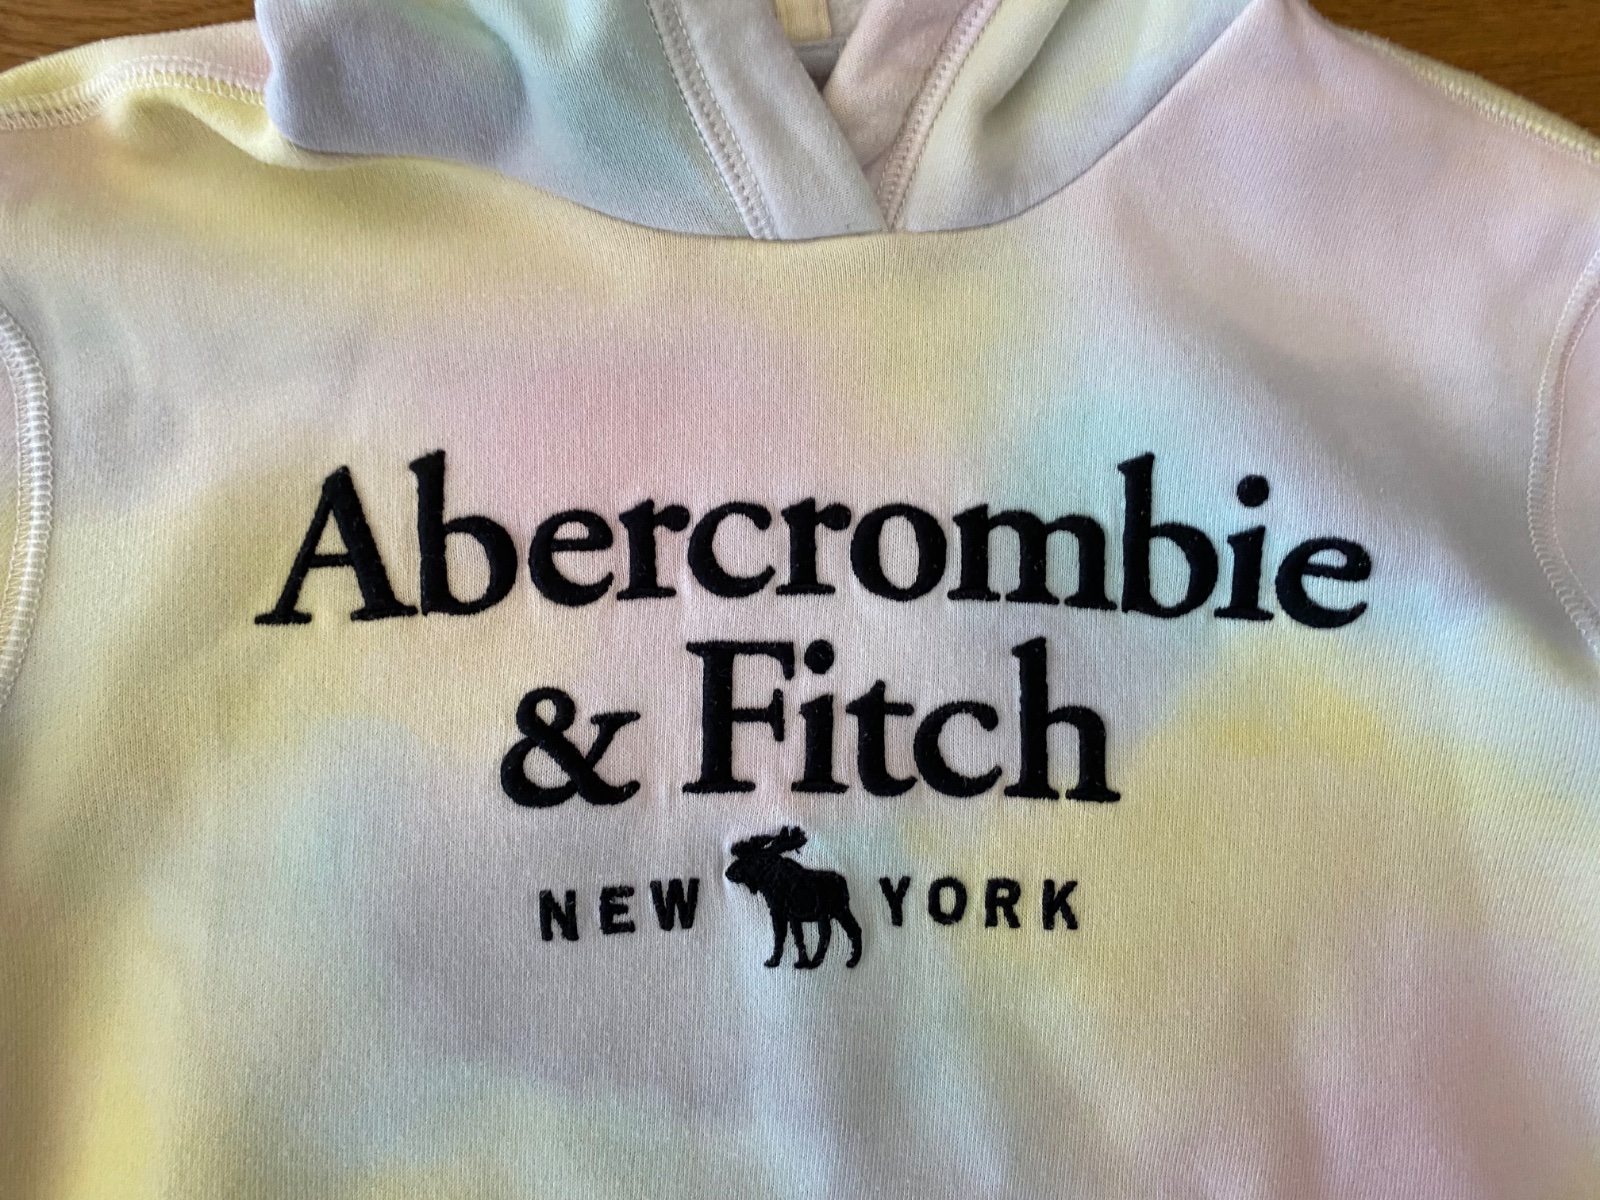 Abercrombie
& Fitch
NEW YORK